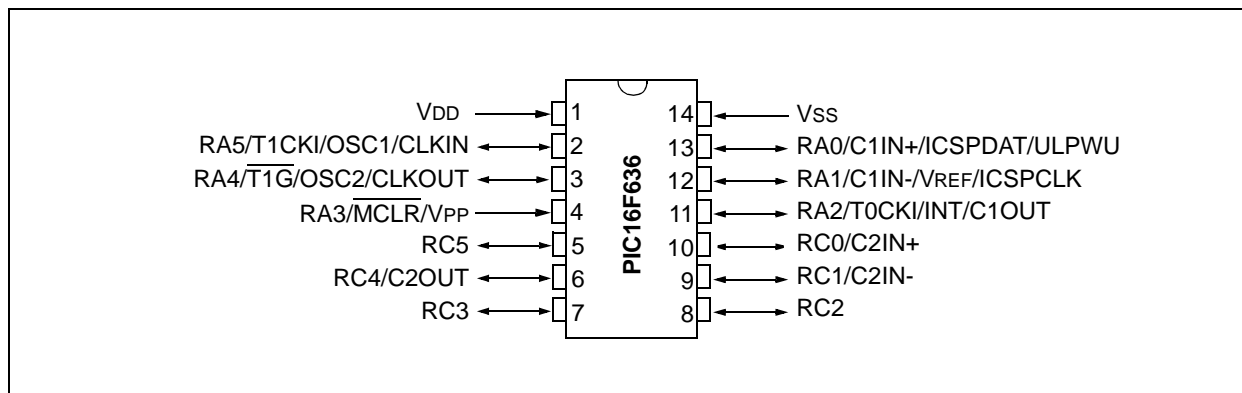 VDD 1 14 VSS
RA5/T1CKI/OSC1/CLKIN 2 13 RA0/C1IN+/ICSPDAT/ULPWU
RA4/T1G/OSC2/CLKOUT 3 12 RA1/C1IN-/VREF/ICSPCLK
RA3/MCLR/VPP 4 11 RA2/T0CKI/INT/C1OUT
RC5 5 10 RC0/C2IN+
RC4/C2OUT 6 9 RC1/C2IN-
RC3 7 8 RC2
PIC16F636